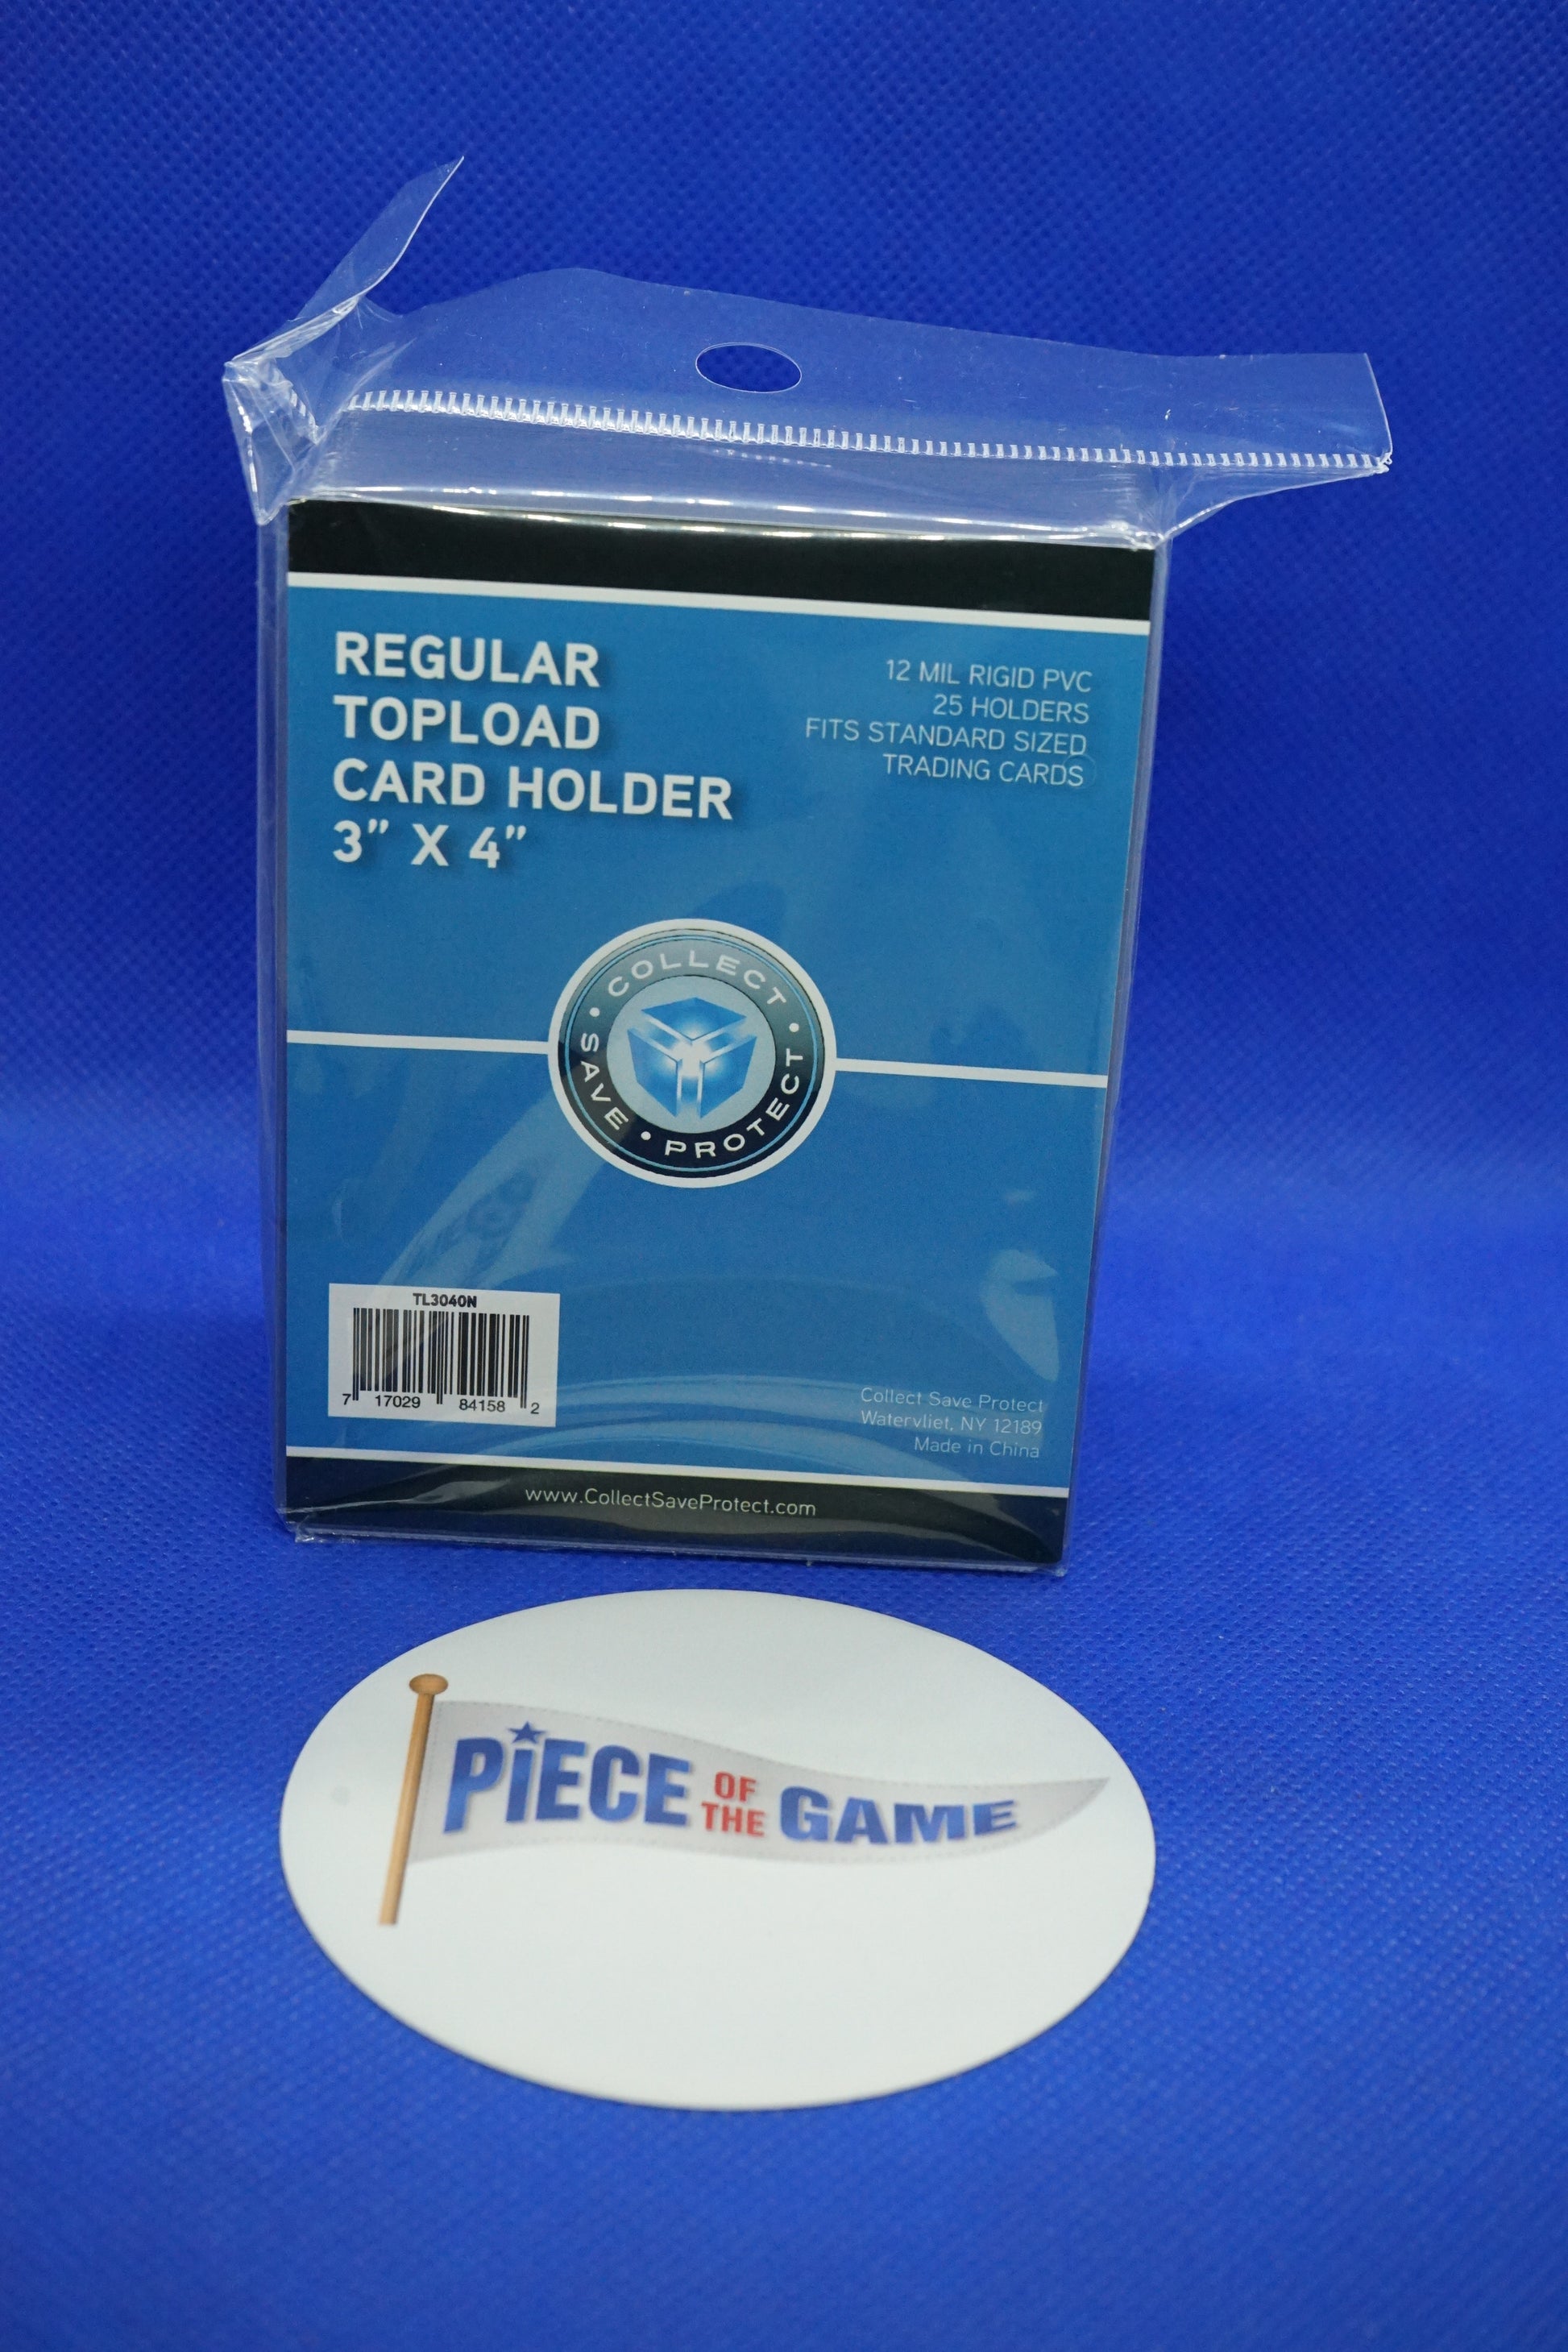 REGULAR
TOPLOAD
CARD HOLDER
3" X 4"
12 MIL RIGID PVC
25 HOLDERS
FITS STANDARD SIZED
TRADING CARDS
COLLECT • SAVE • PROTECT •
TL3040N
7 17029 84158 2
Collect Save Protect
Watervliet, NY 12189
Made in China
www.CollectSaveProtect.com
PiECE OF THE GAME